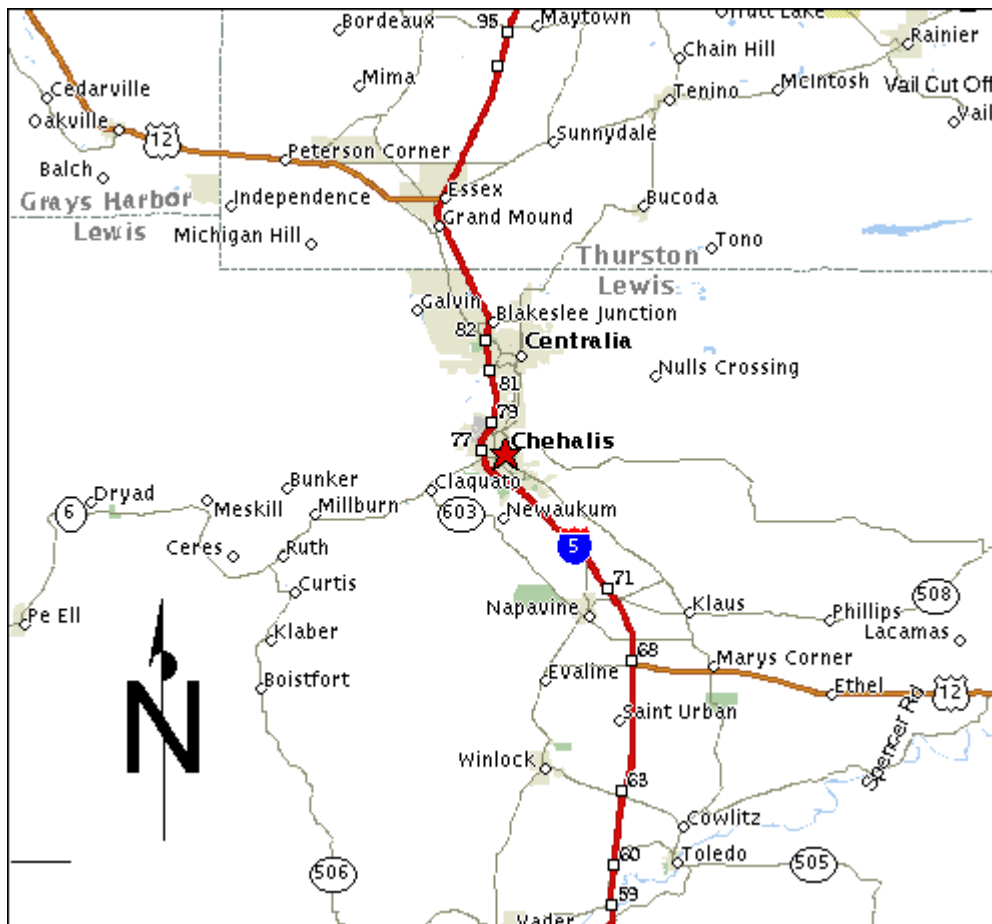 Bordeaux
95
Maytown
Offutt Lake
Rainier
Chain Hill
Mima
Cedarville
Tenino
McIntosh
Vail Cut Off
Oakville
12
Sunnydale
Vail
Peterson Corner
Balch
Essex
Independence
Bucoda
Grays Harbor
Lewis
Grand Mound
Michigan Hill
Tono
Thurston
Lewis
Galvin
Blakeslee Junction
82
Centralia
Nulls Crossing
81
79
77
Chehalis
Bunker
Claquato
Dryad
Meskill
Millburn
6
603
Newaukum
Ceres
Ruth
5
Curtis
71
508
Napavine
Klaus
Phillips
Pe Ell
Klaber
Lacamas
68
Marys Corner
Boistfort
Evaline
Ethel
12
Spencer Rd
Saint Urban
N
Winlock
63
Cowlitz
60
Toledo
505
506
59
Vader